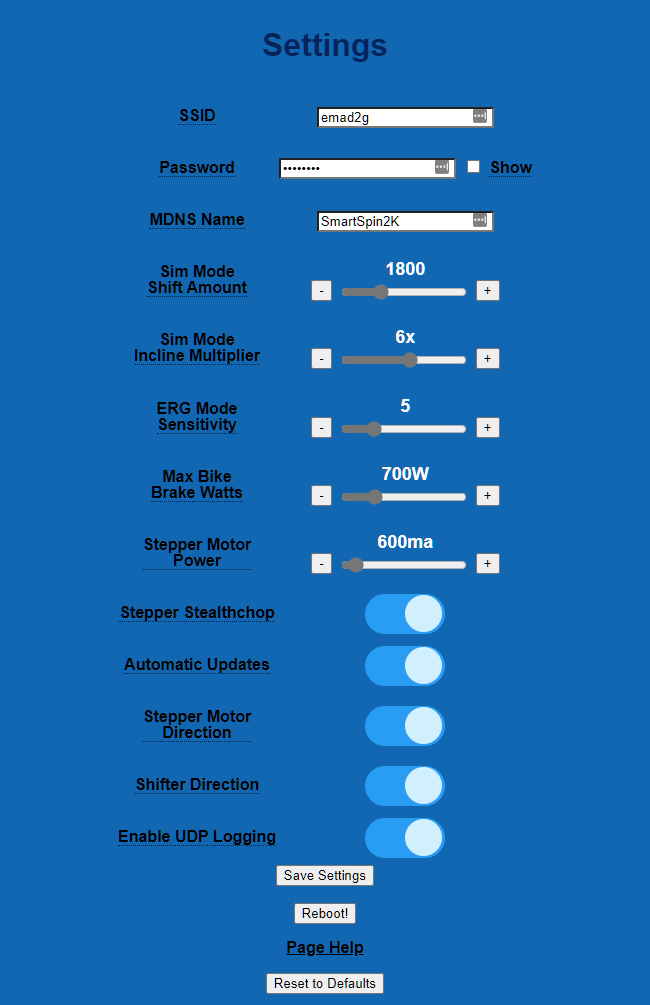 Settings
SSID emad2g
Password •••••••• Show
MDNS Name SmartSpin2K
Sim Mode
Shift Amount
1800
- +
Sim Mode
Incline Multiplier
6x
- +
ERG Mode
Sensitivity
5
- +
Max Bike
Brake Watts
700W
- +
Stepper Motor
Power
600ma
- +
Stepper Stealthchop
Automatic Updates
Stepper Motor
Direction
Shifter Direction
Enable UDP Logging
Save Settings
Reboot!
Page Help
Reset to Defaults